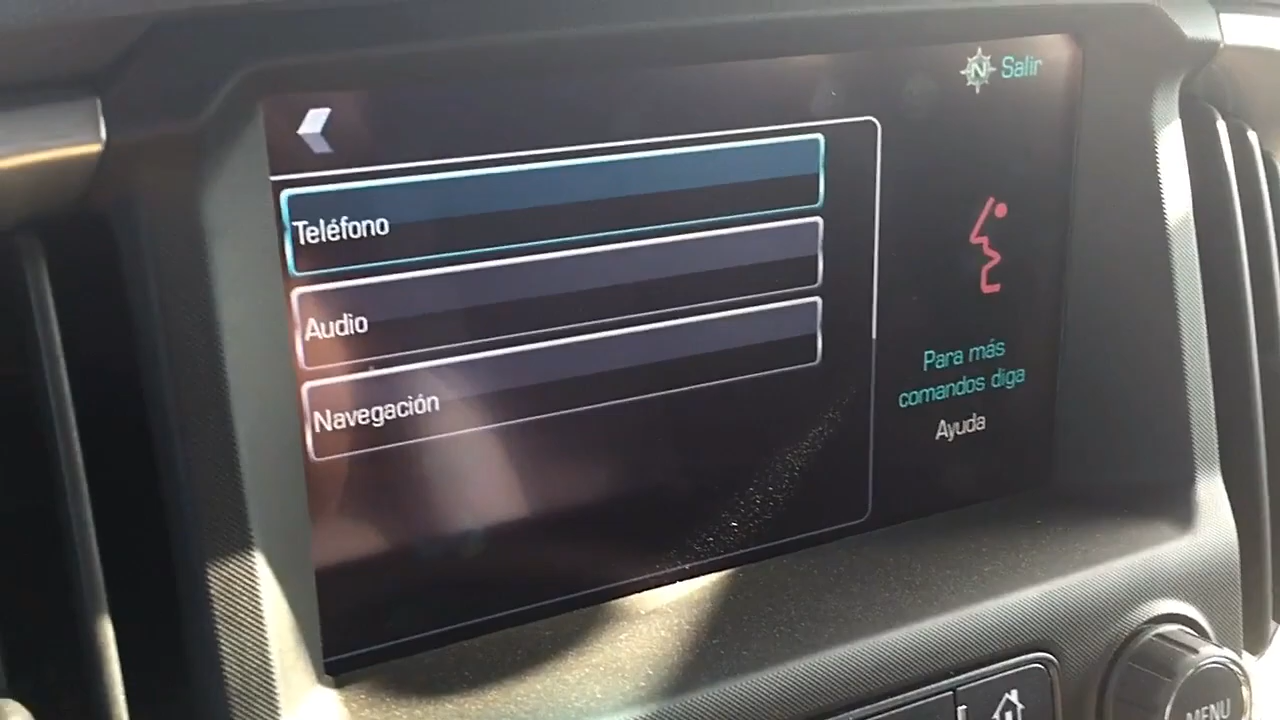 N Salir
Teléfono
Audio
Navegación
Para más
comandos diga
Ayuda
MENU